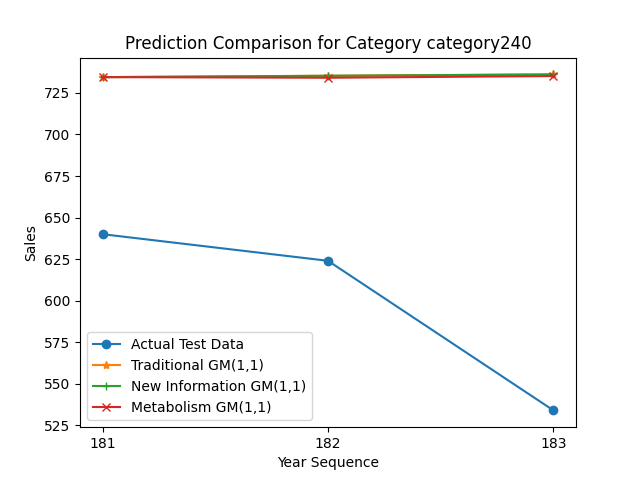 Prediction Comparison for Category category240
725
700
675
650
625
600
575
550
525
Sales
Actual Test Data
Traditional GM(1,1)
New Information GM(1,1)
Metabolism GM(1,1)
181
182
183
Year Sequence